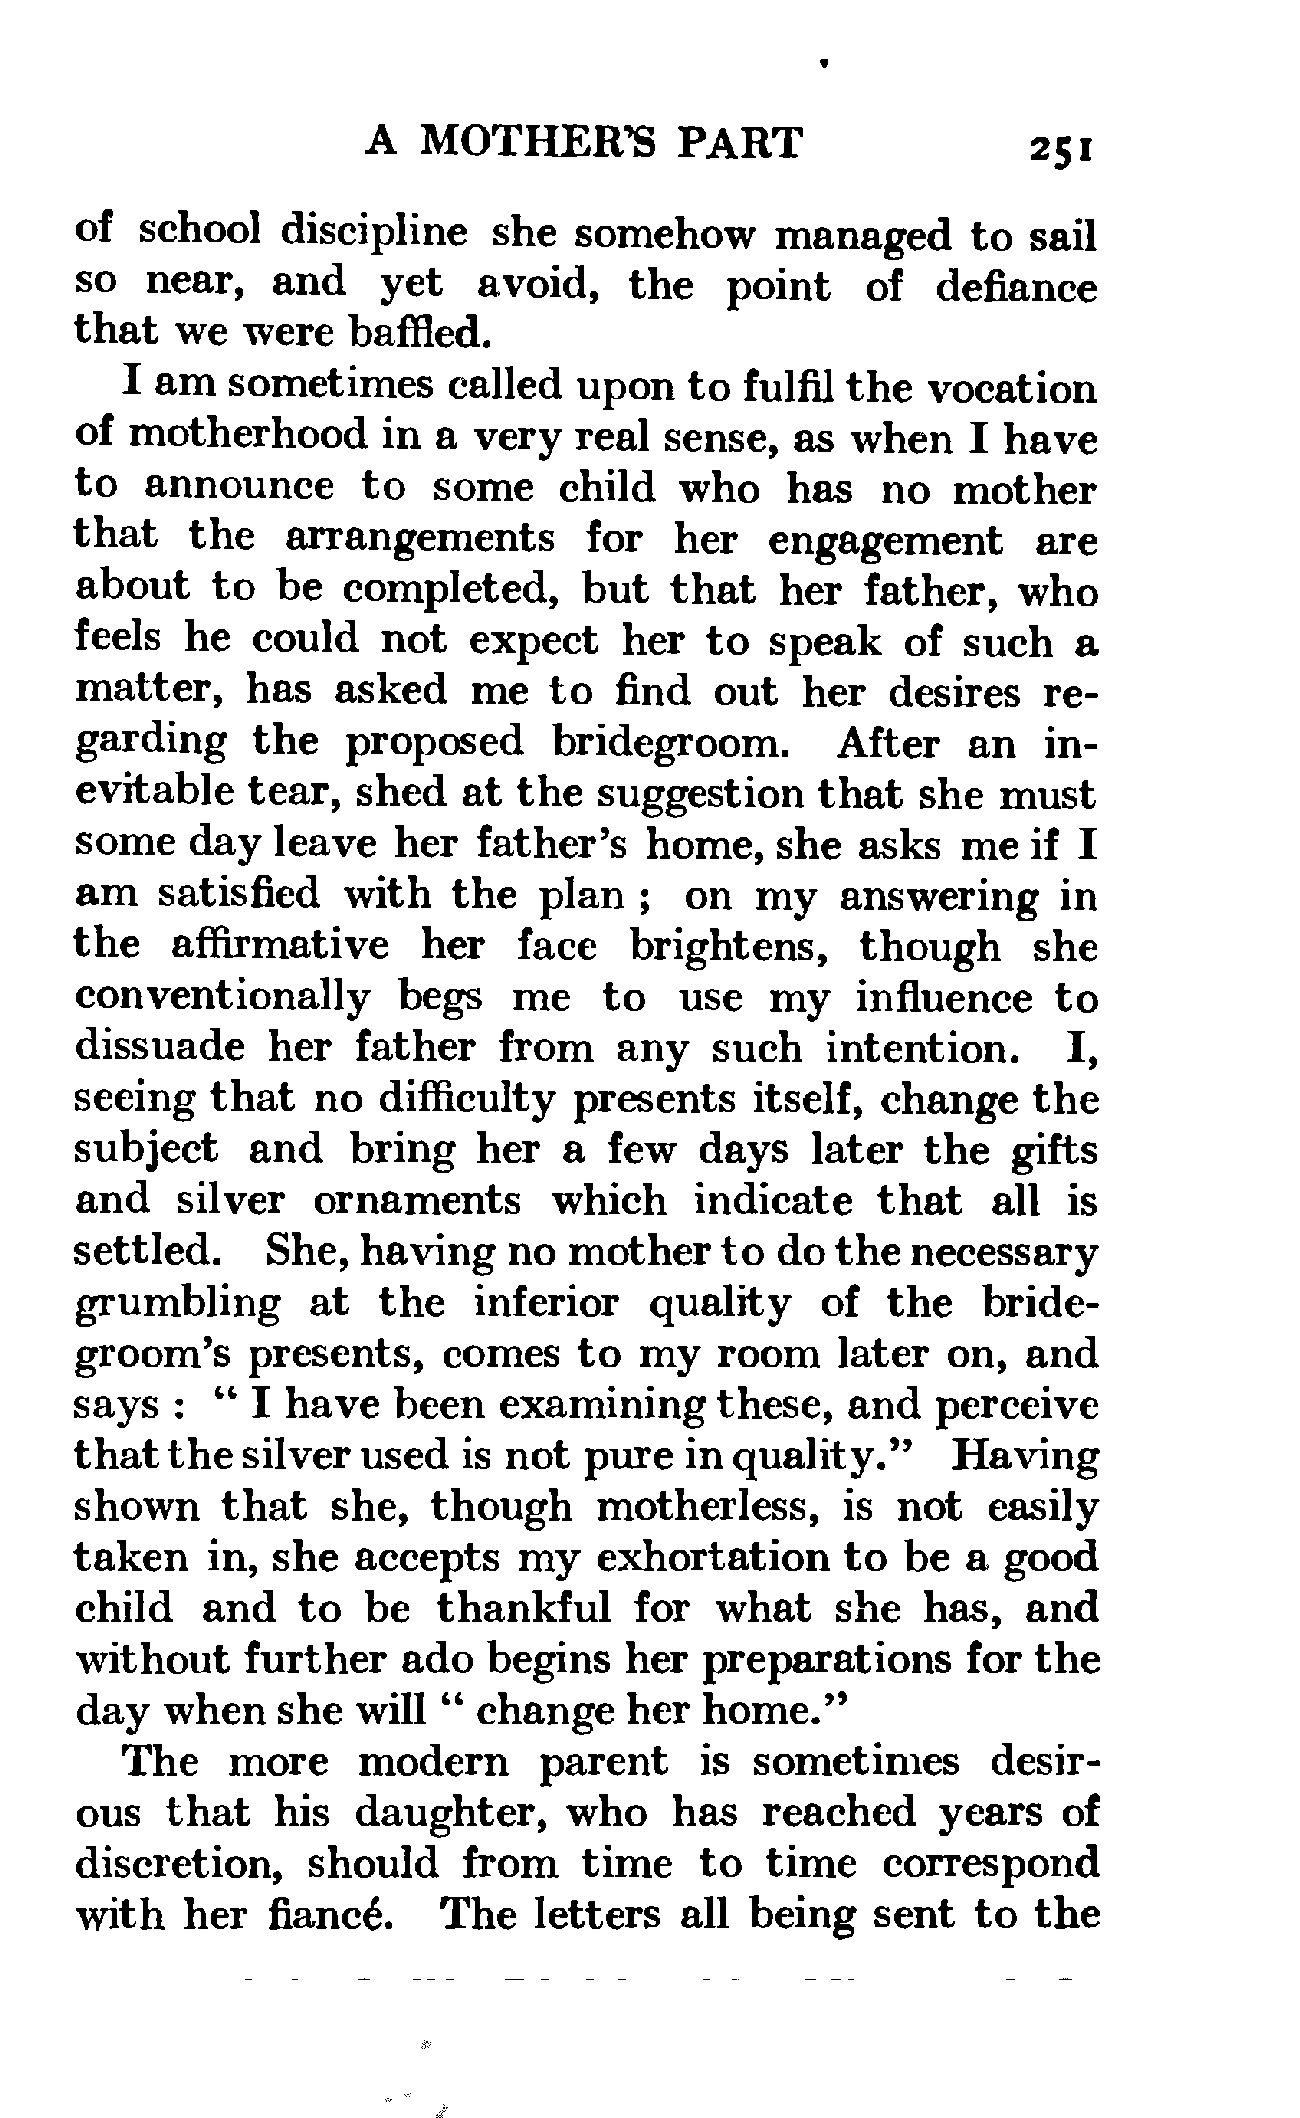 A MOTHER'S PART 251
of school discipline she somehow managed to sail
so near, and yet avoid, the point of defiance
that we were baffled.
I am sometimes called upon to fulfil the vocation
of motherhood in a very real sense, as when I have
to announce to some child who has no mother
that the arrangements for her engagement are
about to be completed, but that her father, who
feels he could not expect her to speak of such a
matter, has asked me to find out her desires re-
garding the proposed bridegroom. After an in-
evitable tear, shed at the suggestion that she must
some day leave her father's home, she asks me if I
am satisfied with the plan ; on my answering in
the affirmative her face brightens, though she
conventionally begs me to use my influence to
dissuade her father from any such intention. I,
seeing that no difficulty presents itself, change the
subject and bring her a few days later the gifts
and silver ornaments which indicate that all is
settled. She, having no mother to do the necessary
grumbling at the inferior quality of the bride-
groom's presents, comes to my room later on, and
says : " I have been examining these, and perceive
that the silver used is not pure in quality." Having
shown that she, though motherless, is not easily
taken in, she accepts my exhortation to be a good
child and to be thankful for what she has, and
without further ado begins her preparations for the
day when she will " change her home."
The more modern parent is sometimes desir-
ous that his daughter, who has reached years of
discretion, should from time to time correspond
with her fiancé. The letters all being sent to the